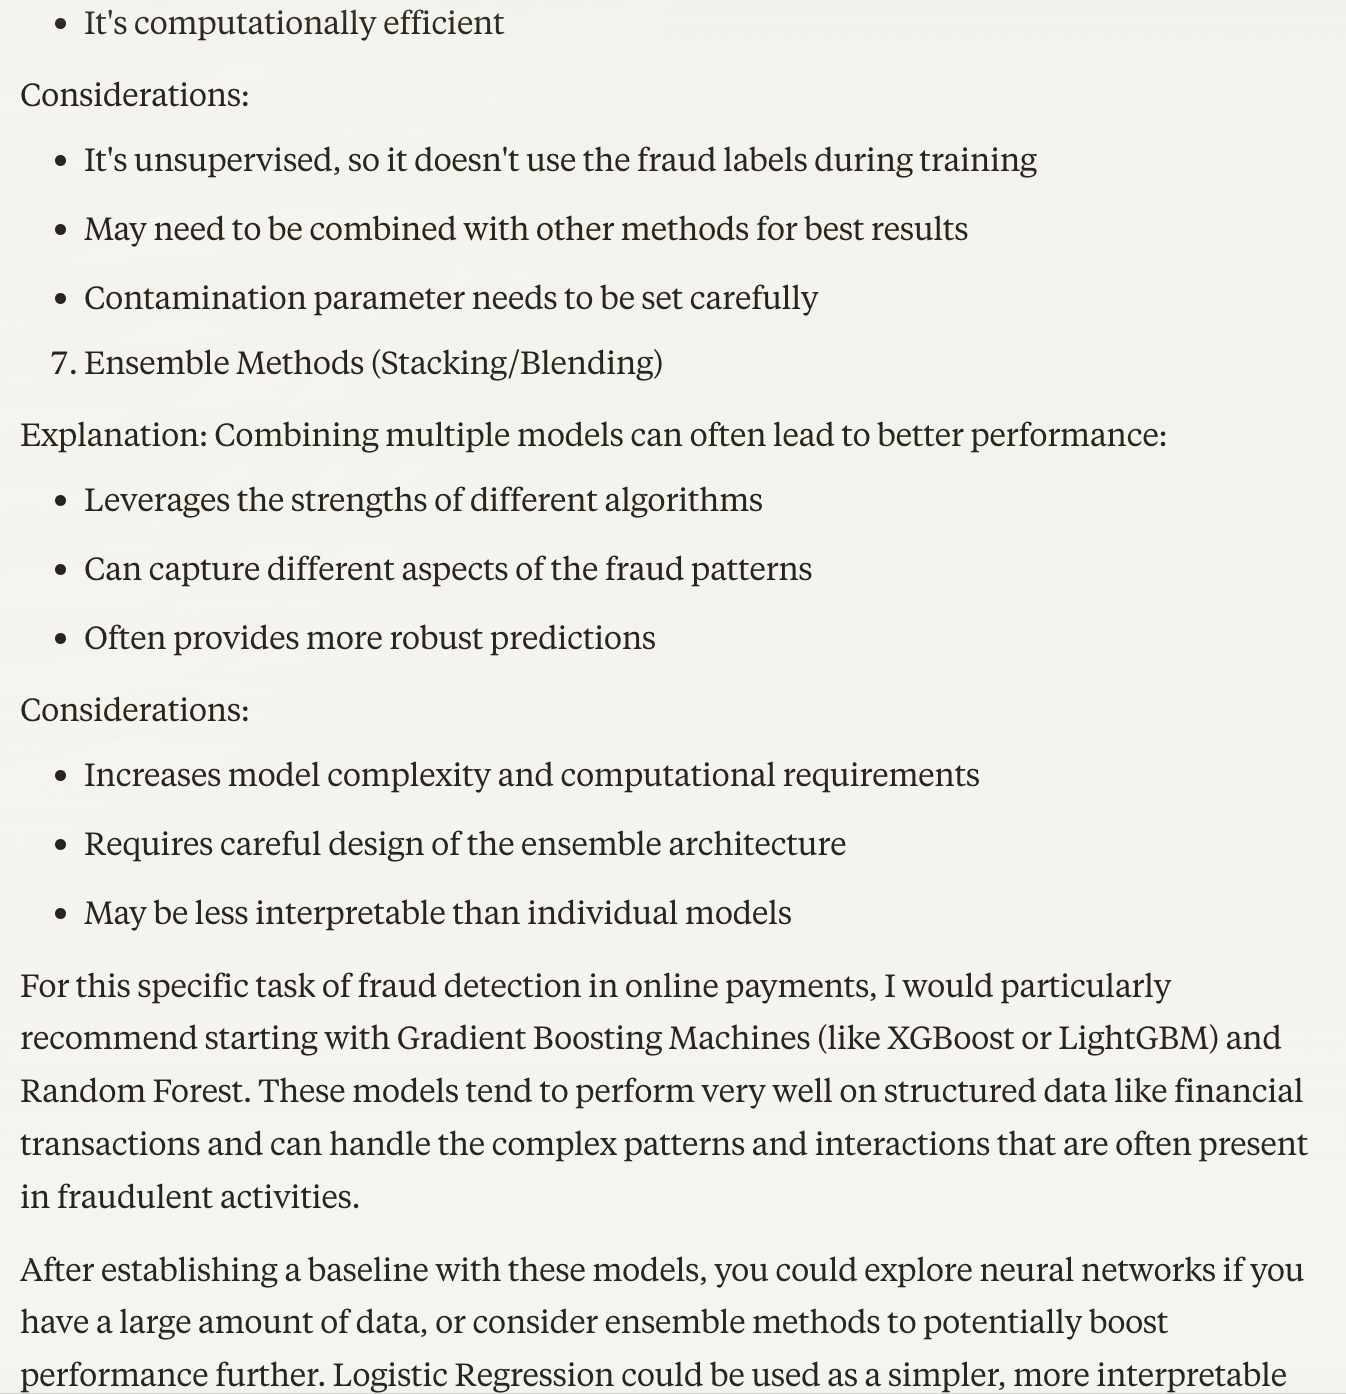 • It's computationally efficient
Considerations:
• It's unsupervised, so it doesn't use the fraud labels during training
• May need to be combined with other methods for best results
• Contamination parameter needs to be set carefully
7. Ensemble Methods (Stacking/Blending)
Explanation: Combining multiple models can often lead to better performance:
• Leverages the strengths of different algorithms
• Can capture different aspects of the fraud patterns
• Often provides more robust predictions
Considerations:
• Increases model complexity and computational requirements
• Requires careful design of the ensemble architecture
• May be less interpretable than individual models
For this specific task of fraud detection in online payments, I would particularly
recommend starting with Gradient Boosting Machines (like XGBoost or LightGBM) and
Random Forest. These models tend to perform very well on structured data like financial
transactions and can handle the complex patterns and interactions that are often present
in fraudulent activities.
After establishing a baseline with these models, you could explore neural networks if you
have a large amount of data, or consider ensemble methods to potentially boost
performance further. Logistic Regression could be used as a simpler, more interpretable